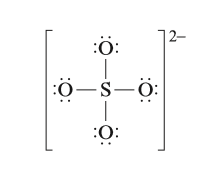 2−
O
O — S — O
O